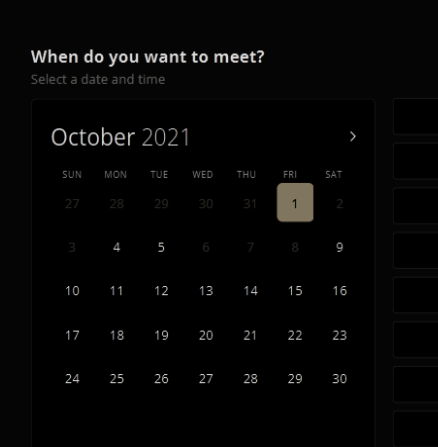 When do you want to meet?
Select a date and time
October 2021
SUN MON TUE WED THU FRI SAT
27 28 29 30 31 1 2
3 4 5 6 7 8 9
10 11 12 13 14 15 16
17 18 19 20 21 22 23
24 25 26 27 28 29 30